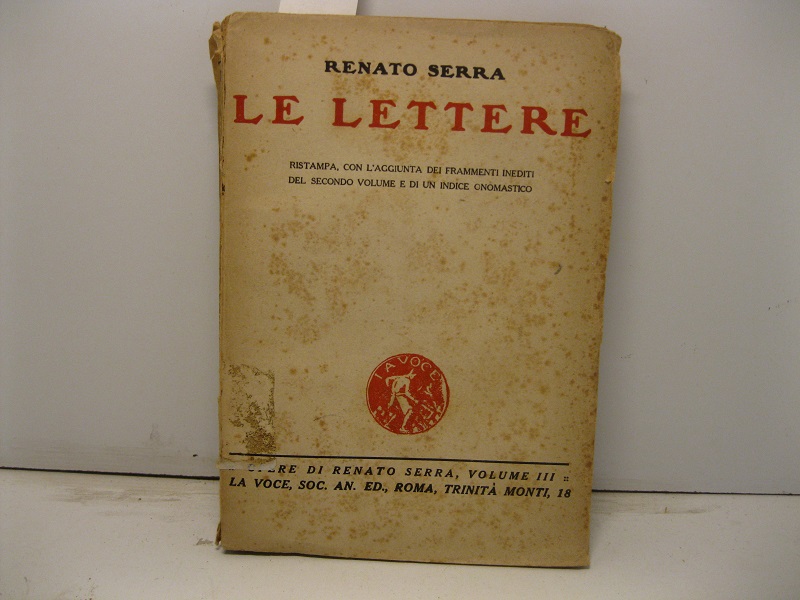 RENATO SERRA
LE LETTERE
RISTAMPA, CON L'AGGIUNTA DEI FRAMMENTI INEDITI
DEL SECONDO VOLUME E DI UN INDICE ONOMASTICO
LA VOCE
OPERE DI RENATO SERRA, VOLUME III ::
LA VOCE, SOC. AN. ED., ROMA, TRINITÀ MONTI, 18